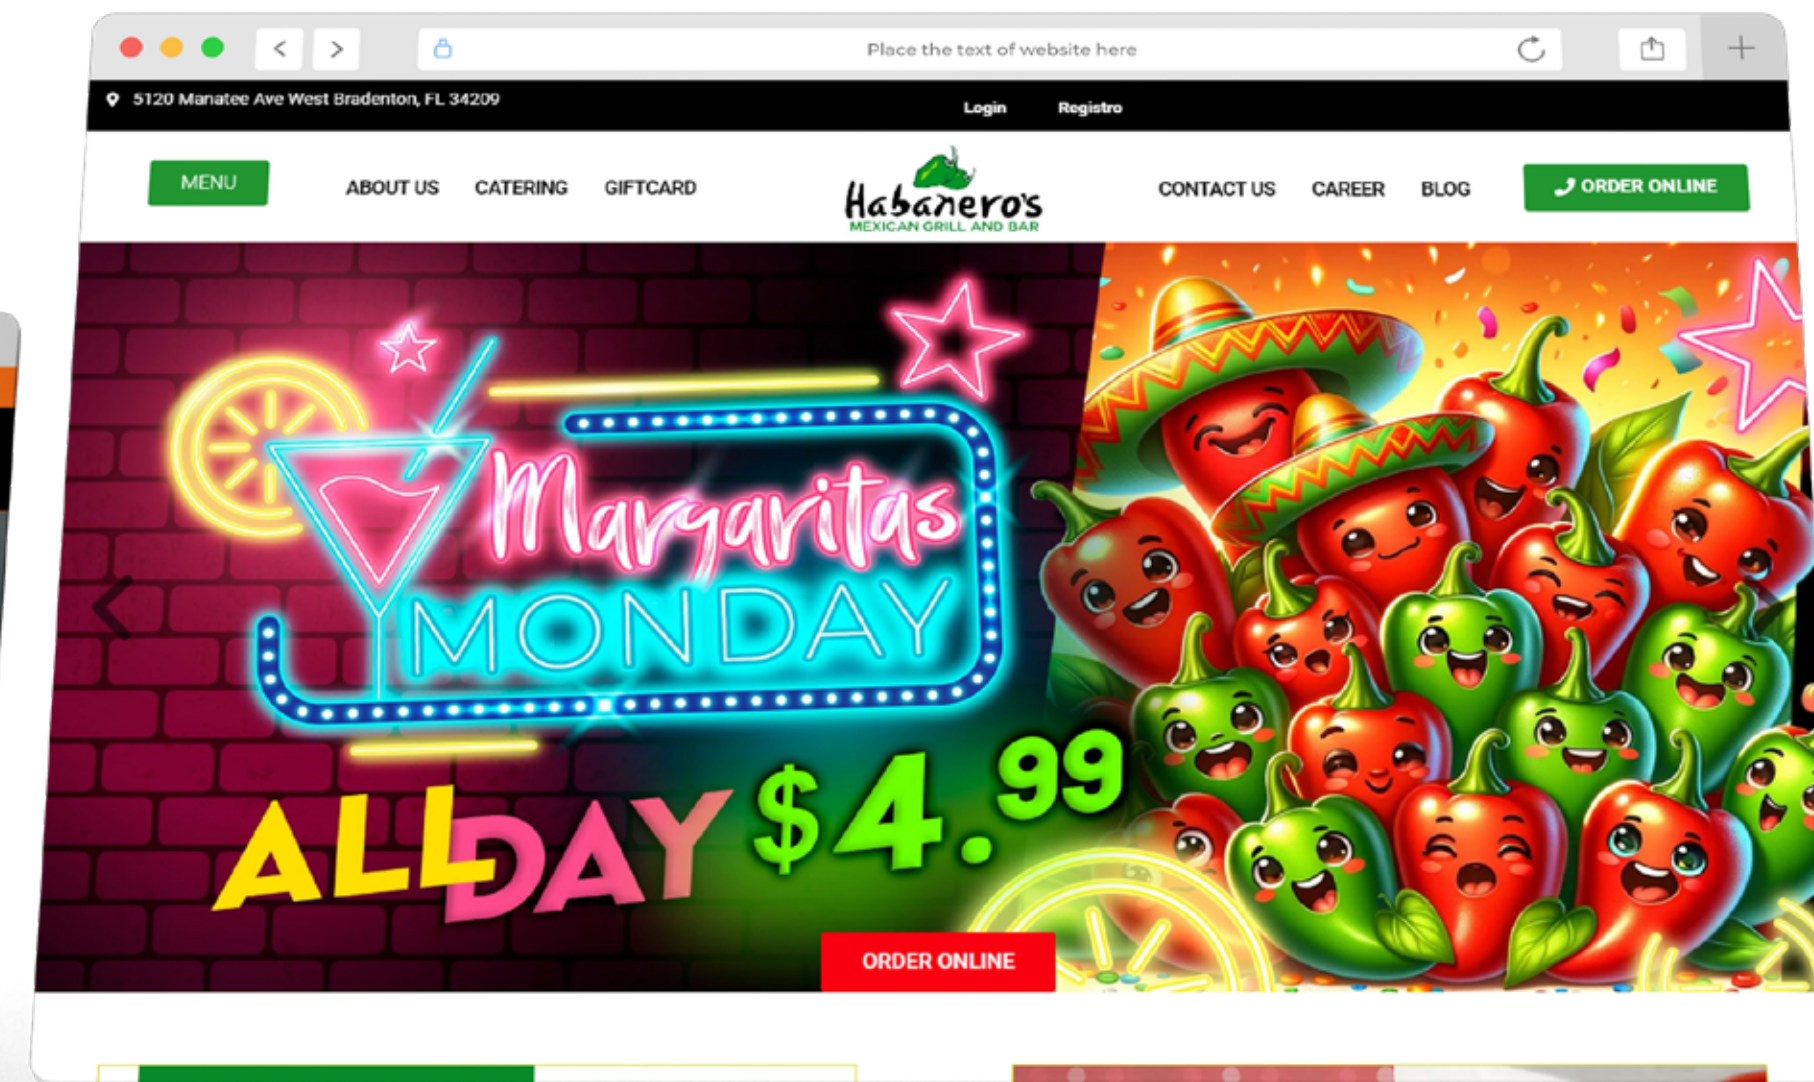 Place the text of website here
5120 Manatee Ave West Bradenton, FL 34209
Login Registro
MENU ABOUT US CATERING GIFTCARD
Habanero's
MEXICAN GRILL AND BAR
CONTACT US CAREER BLOG ORDER ONLINE
Margaritas
MONDAY
ALL DAY $4.99
ORDER ONLINE